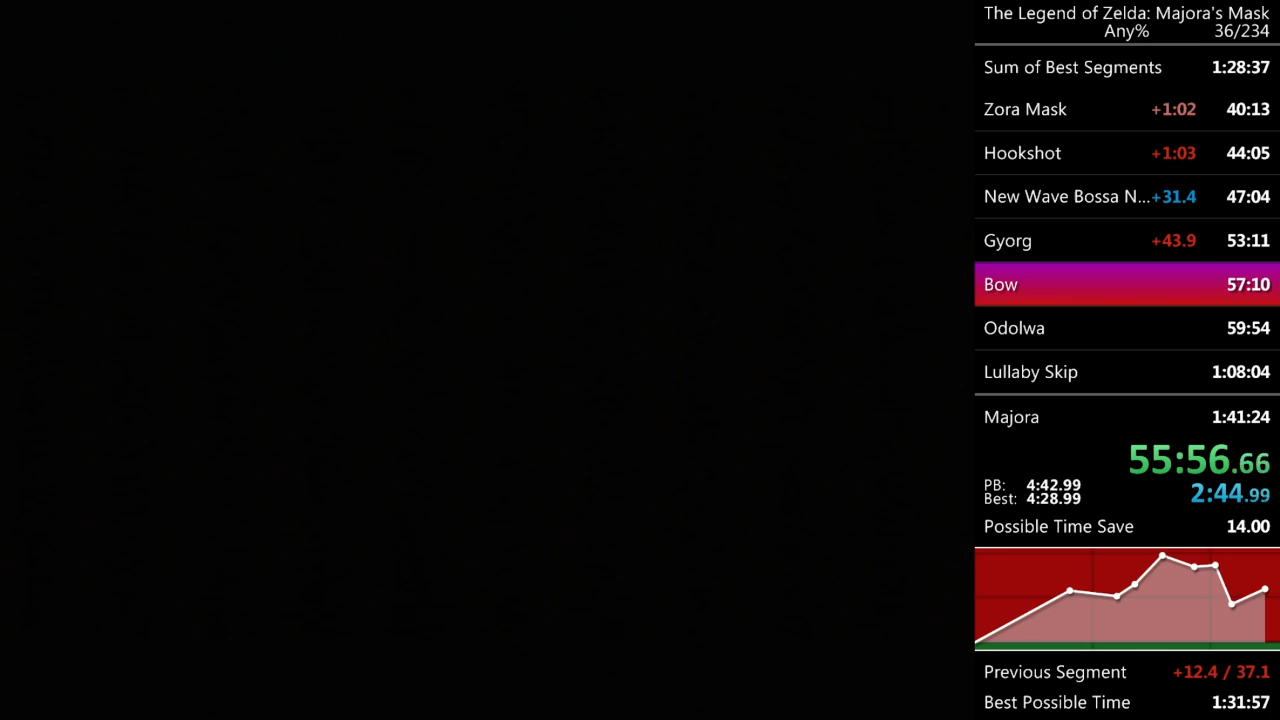 The Legend of Zelda: Majora's Mask
Any% 36/234
Sum of Best Segments 1:28:37
Zora Mask +1:02 40:13
Hookshot +1:03 44:05
New Wave Bossa N... +31.4 47:04
Gyorg +43.9 53:11
Bow 57:10
Odolwa 59:54
Lullaby Skip 1:08:04
Majora 1:41:24
55:56.66
PB: 4:42.99
Best: 4:28.99 2:44.99
Possible Time Save 14.00
Previous Segment +12.4 / 37.1
Best Possible Time 1:31:57